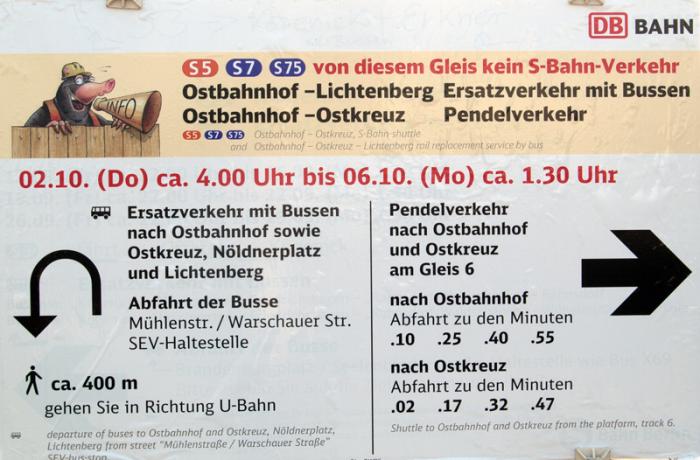 DB BAHN
S5 S7 S75 von diesem Gleis kein S-Bahn-Verkehr
INFO
Ostbahnhof –Lichtenberg Ersatzverkehr mit Bussen
Ostbahnhof –Ostkreuz Pendelverkehr
S5 S7 S75 Ostbahnhof – Ostkreuz, S-Bahn-shuttle
and Ostbahnhof – Ostkreuz – Lichtenberg rail replacement service by bus
02.10. (Do) ca. 4.00 Uhr bis 06.10. (Mo) ca. 1.30 Uhr
Ersatzverkehr mit Bussen
nach Ostbahnhof sowie
Ostkreuz, Nöldnerplatz
und Lichtenberg
Abfahrt der Busse
Mühlenstr. / Warschauer Str.
SEV-Haltestelle
ca. 400 m
gehen Sie in Richtung U-Bahn
departure of buses to Ostbahnhof and Ostkreuz, Nöldnerplatz,
Lichtenberg from street "Mühlenstraße / Warschauer Straße"
SEV-bus-stop
Pendelverkehr
nach Ostbahnhof
und Ostkreuz
am Gleis 6
nach Ostbahnhof
Abfahrt zu den Minuten
.10 .25 .40 .55
nach Ostkreuz
Abfahrt zu den Minuten
.02 .17 .32 .47
Shuttle to Ostbahnhof and Ostkreuz from the platform, track 6.